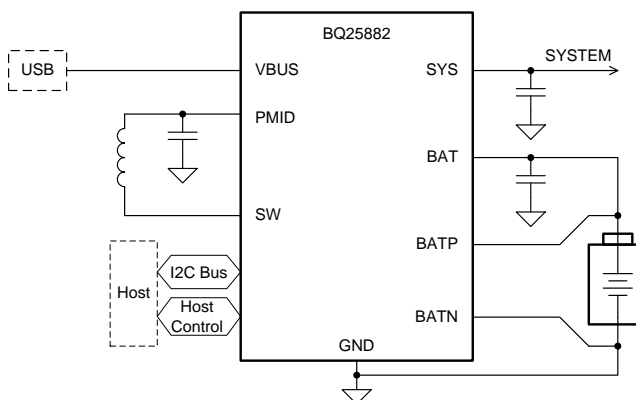 BQ25882
USB
VBUS
SYS
SYSTEM
PMID
BAT
SW
BATP
Host
I2C Bus
Host
Control
BATN
GND